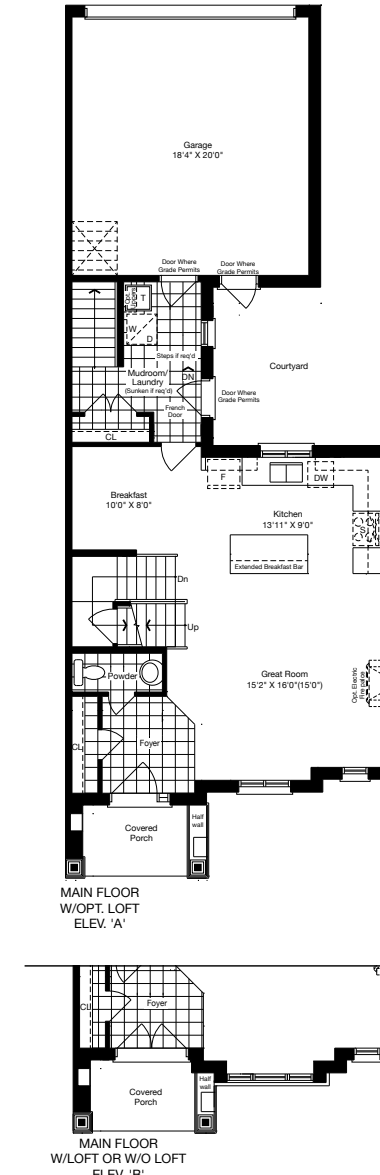 Garage
18'4" X 20'0"
Door Where
Grade Permits
Door Where
Grade Permits
T
W
D
Steps if req'd
Mudroom/
Laundry
(Sunken if req'd)
DN
French
Door
Door Where
Grade Permits
Courtyard
CL
F
DW
Breakfast
10'0" X 8'0"
Kitchen
13'11" X 9'0"
S
Extended Breakfast Bar
Dn
Up
Powder
Great Room
15'2" X 16'0"(15'0")
Opt. Electric
Fire place
CL
Foyer
Covered
Porch
Half
wall
MAIN FLOOR
W/OPT. LOFT
ELEV. 'A'
CL
Foyer
Covered
Porch
Half
wall
MAIN FLOOR
W/LOFT OR W/O LOFT
ELEV. 'B'